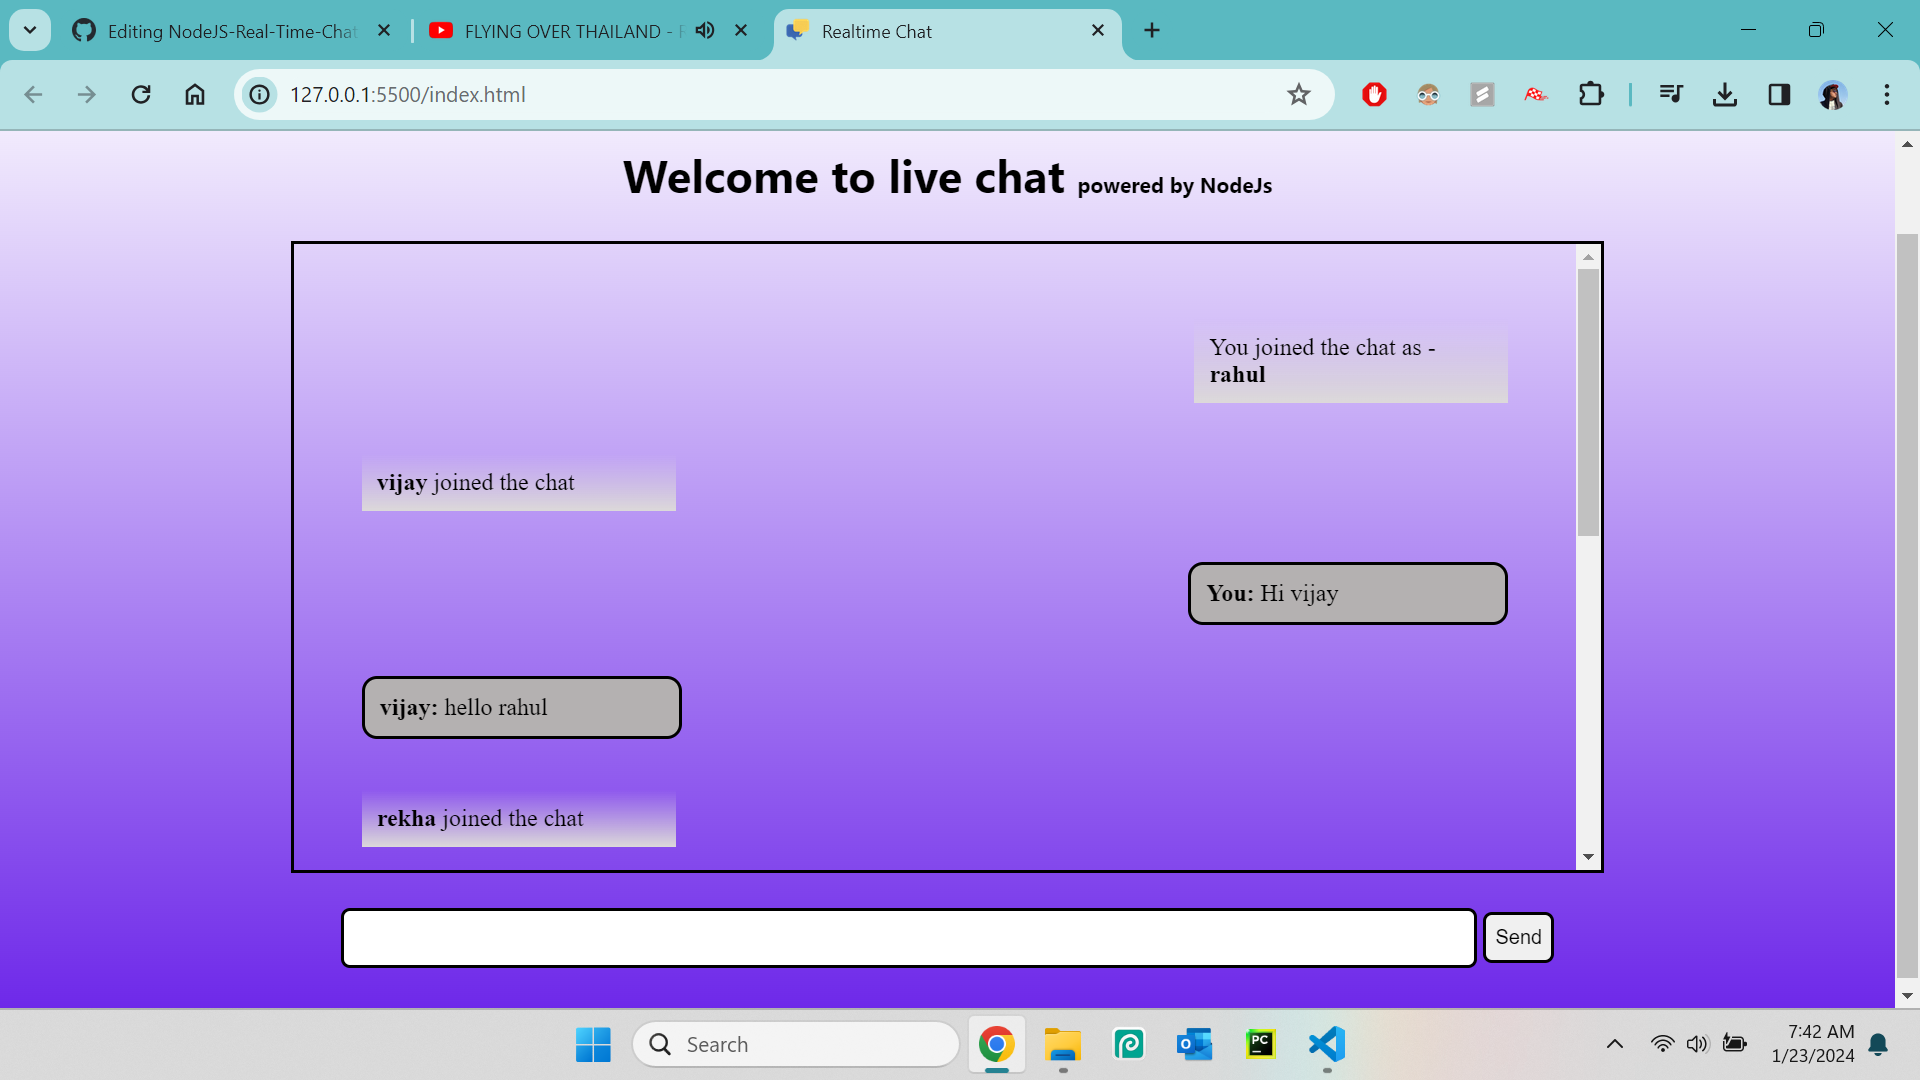 Editing NodeJS-Real-Time-Chat
FLYING OVER THAILAND -
Realtime Chat
127.0.0.1:5500/index.html
Welcome to live chat powered by NodeJs
You joined the chat as -
rahul
vijay joined the chat
You: Hi vijay
vijay: hello rahul
rekha joined the chat
Send
Search
PC
7:42 AM
1/23/2024